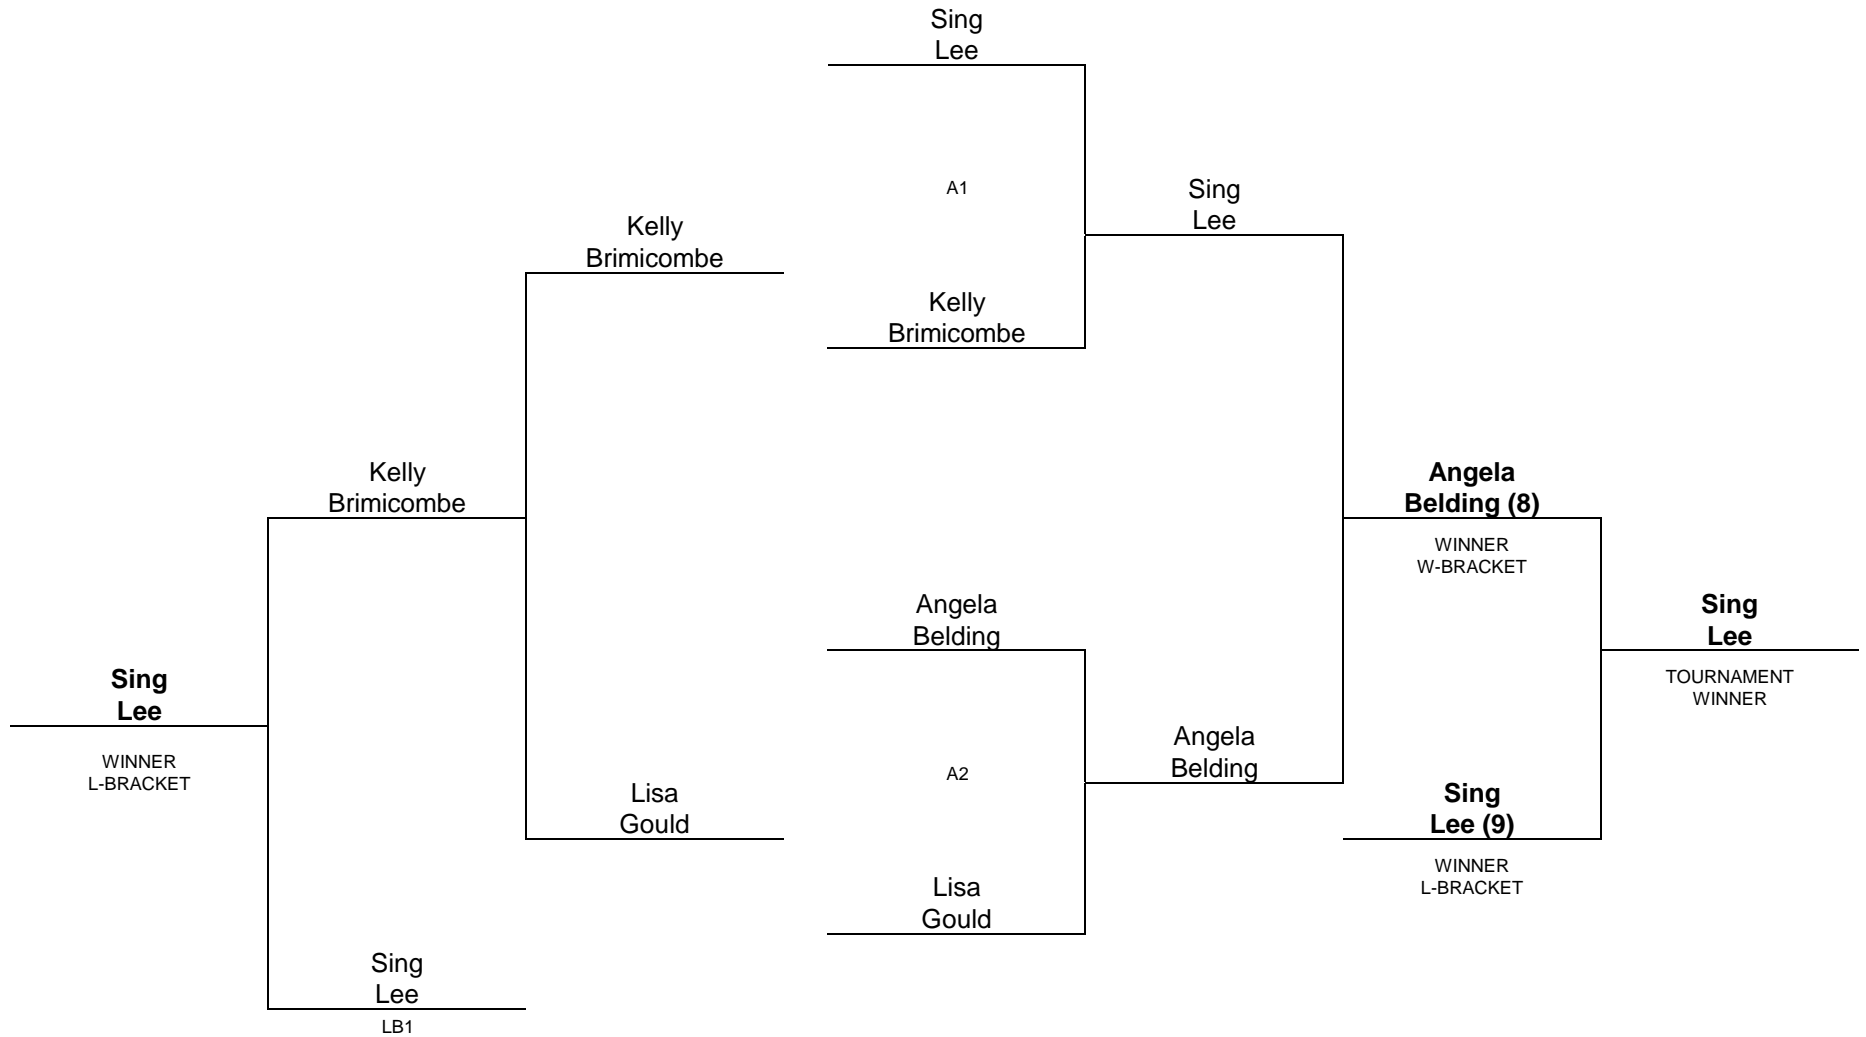 Sing
Lee
A1
Sing
Lee
Kelly
Brimicombe
Kelly
Brimicombe
Kelly
Brimicombe
Angela
Belding (8)
WINNER
W-BRACKET
Angela
Belding
Sing
Lee
TOURNAMENT
WINNER
Sing
Lee
WINNER
L-BRACKET
Angela
Belding
A2
Lisa
Gould
Sing
Lee (9)
WINNER
L-BRACKET
Lisa
Gould
Sing
Lee
LB1